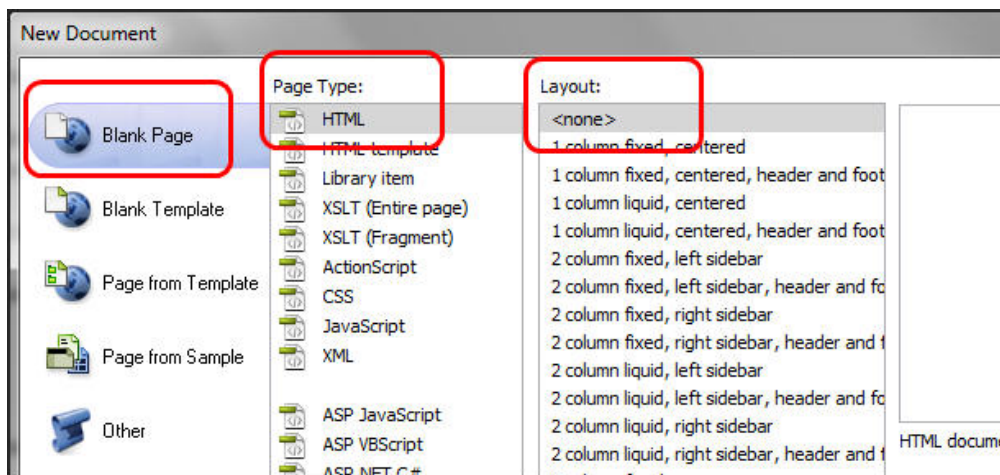 New Document
Blank Page
Blank Template
Page from Template
Page from Sample
Other
Page Type:
HTML
HTML template
Library item
XSLT (Entire page)
XSLT (Fragment)
ActionScript
CSS
JavaScript
XML
ASP JavaScript
ASP VBScript
ASP NET C#
Layout:
<none>
1 column fixed, centered
1 column fixed, centered, header and foot
1 column liquid, centered
1 column liquid, centered, header and foot
2 column fixed, left sidebar
2 column fixed, left sidebar, header and fo
2 column fixed, right sidebar
2 column fixed, right sidebar, header and f
2 column liquid, left sidebar
2 column liquid, left sidebar, header and fo
2 column liquid, right sidebar
2 column liquid, right sidebar, header and f
HTML docume